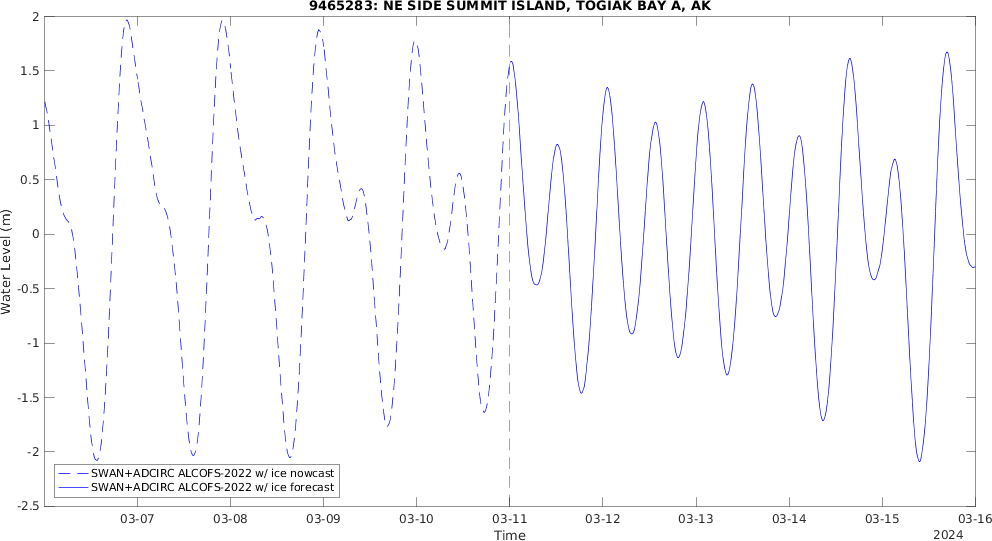 9465283: NE SIDE SUMMIT ISLAND, TOGIAK BAY A, AK
2
1.5
1
0.5
0
-0.5
-1
-1.5
-2
-2.5
Water Level (m)
SWAN+ADCIRC ALCOFS-2022 w/ ice nowcast
SWAN+ADCIRC ALCOFS-2022 w/ ice forecast
03-07 03-08 03-09 03-10 03-11 03-12 03-13 03-14 03-15 03-16
Time
2024